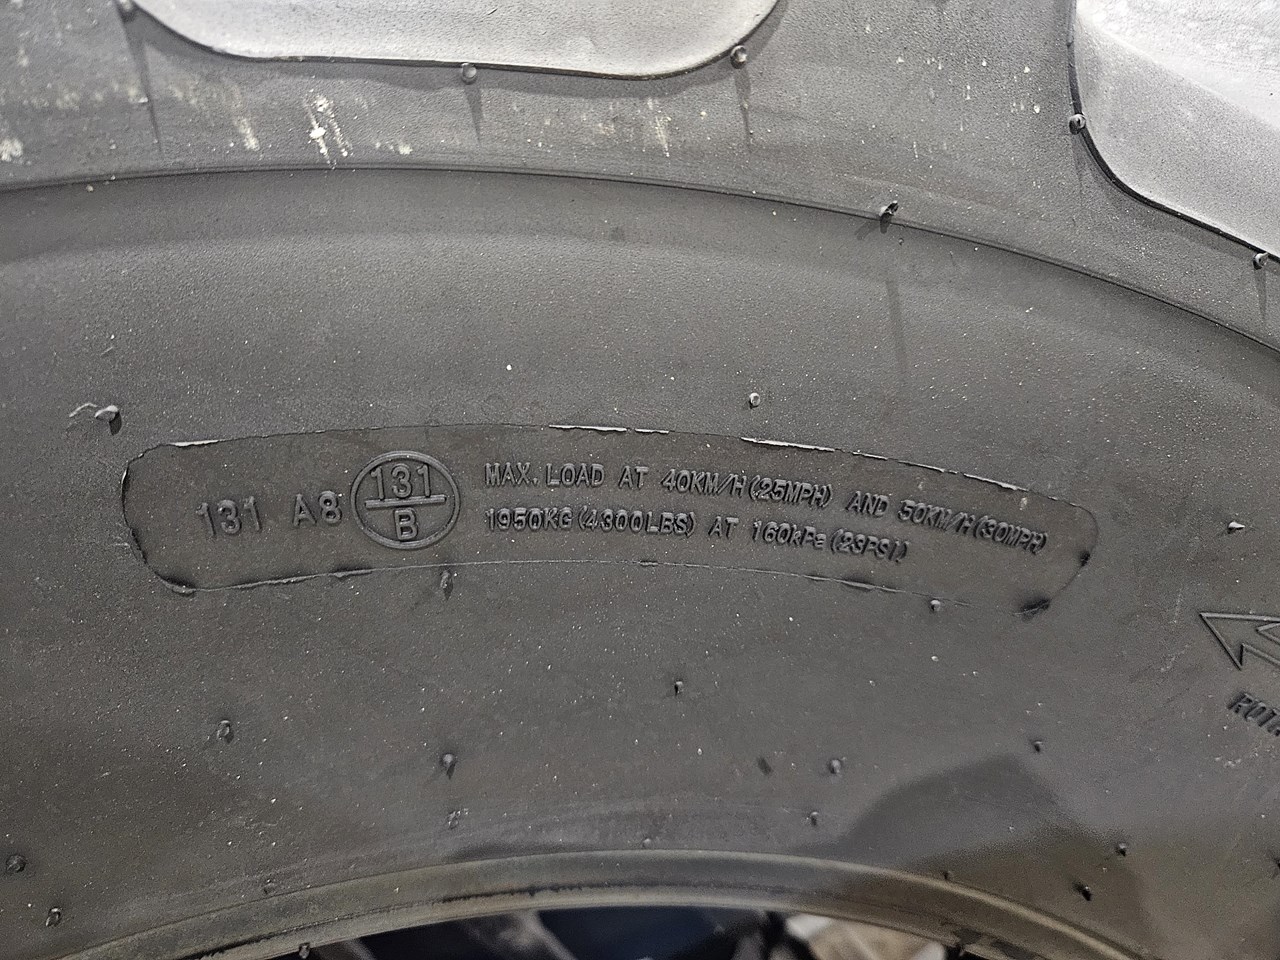 131 A8
131
B
MAX. LOAD AT 40KM/H(25MPH) AND 50KM/H(30MPH)
1950KG(4300LBS) AT 160kPa(23PSI)